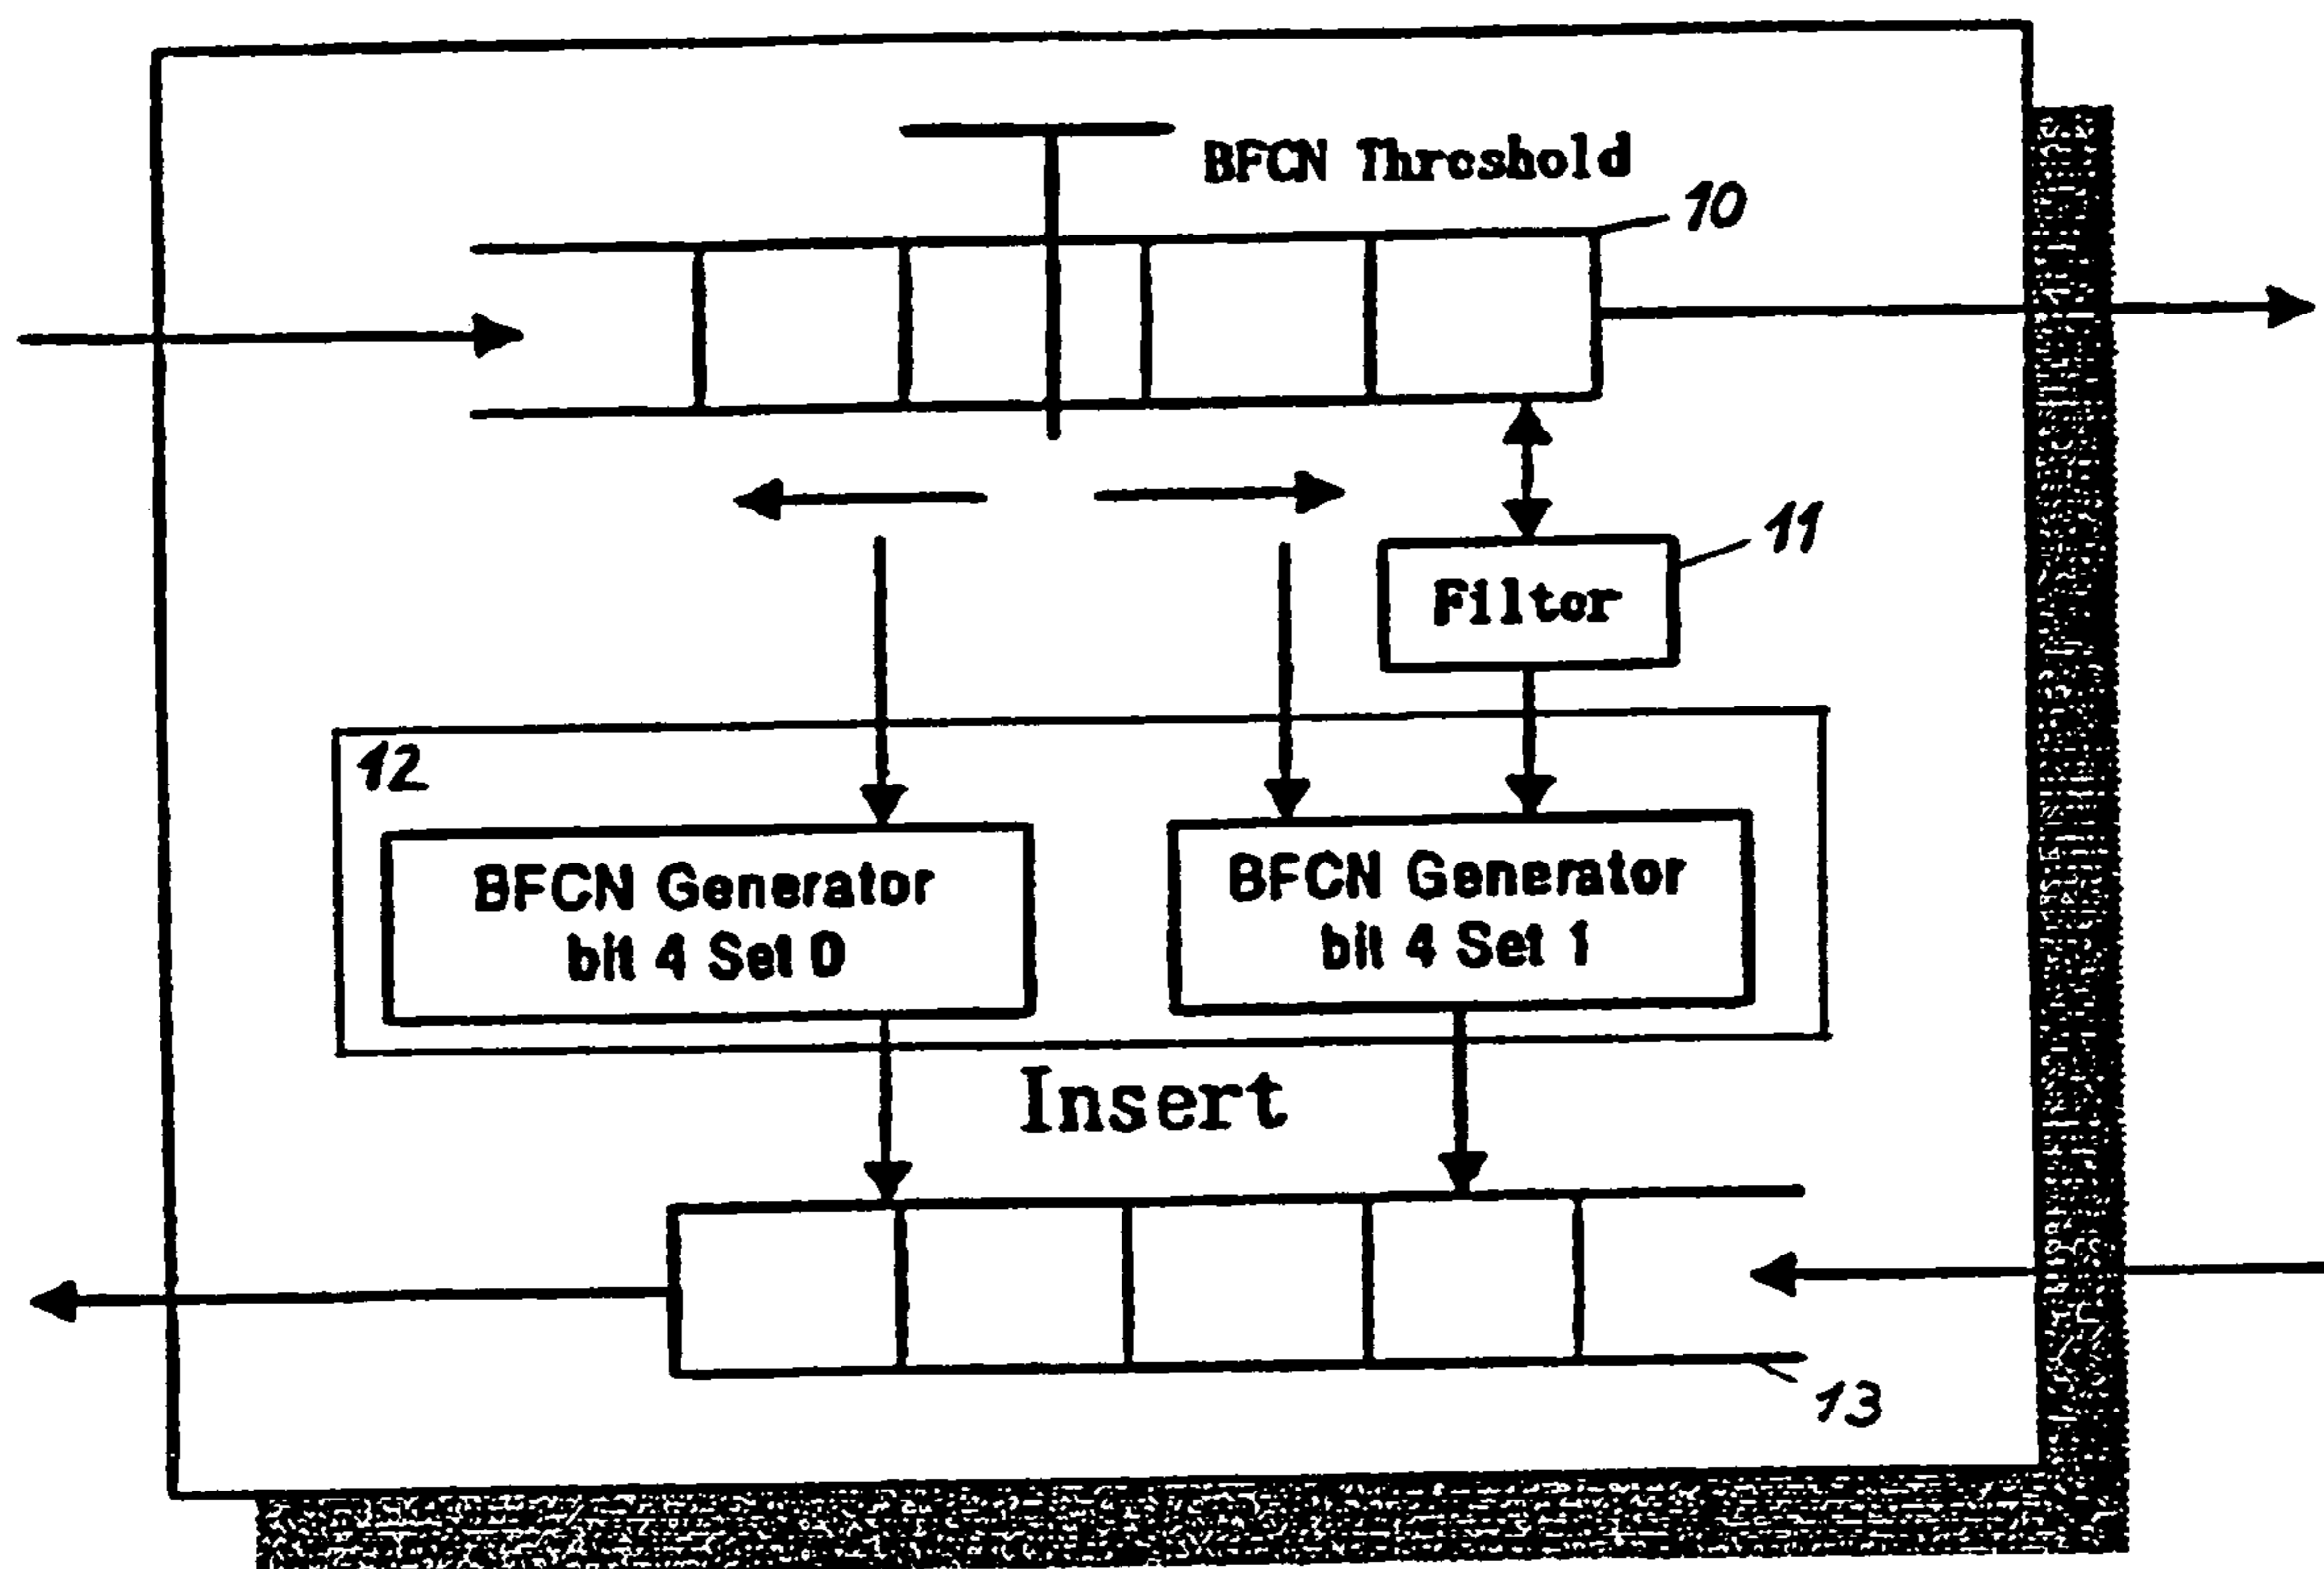 BFCN Threshold
10
11
Filter
12
BFCN Generator
bit 4 Set 0
BFCN Generator
bit 4 Set 1
Insert
13